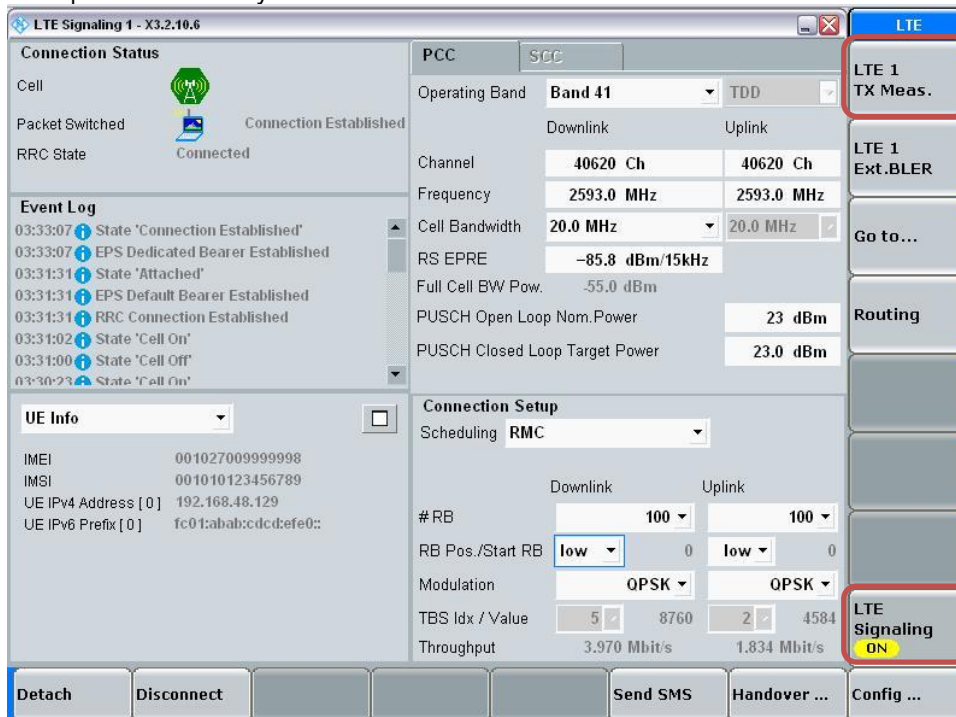 LTE Signaling 1 - X3.2.10.6
LTE
Connection Status
Cell
Packet Switched Connection Established
RRC State Connected
Event Log
03:33:07 State 'Connection Established'
03:33:07 EPS Dedicated Bearer Established
03:31:31 State 'Attached'
03:31:31 EPS Default Bearer Established
03:31:31 RRC Connection Established
03:31:02 State 'Cell On'
03:31:00 State 'Cell Off'
03:30:23 State 'Cell On'
UE Info
IMEI 001027009999998
IMSI 001010123456789
UE IPv4 Address [ 0 ] 192.168.48.129
UE IPv6 Prefix [ 0 ] fc01:abab:cdcd:efe0::
PCC SCC
Operating Band Band 41 TDD
Downlink Uplink
Channel 40620 Ch 40620 Ch
Frequency 2593.0 MHz 2593.0 MHz
Cell Bandwidth 20.0 MHz 20.0 MHz
RS EPRE −85.8 dBm/15kHz
Full Cell BW Pow. -55.0 dBm
PUSCH Open Loop Nom.Power 23 dBm
PUSCH Closed Loop Target Power 23.0 dBm
Connection Setup
Scheduling RMC
Downlink Uplink
# RB 100 100
RB Pos./Start RB low 0 low 0
Modulation QPSK QPSK
TBS Idx / Value 5 8760 2 4584
Throughput 3.970 Mbit/s 1.834 Mbit/s
LTE 1
TX Meas.
LTE 1
Ext.BLER
Go to...
Routing
LTE
Signaling
ON
Detach Disconnect Send SMS Handover ... Config ...